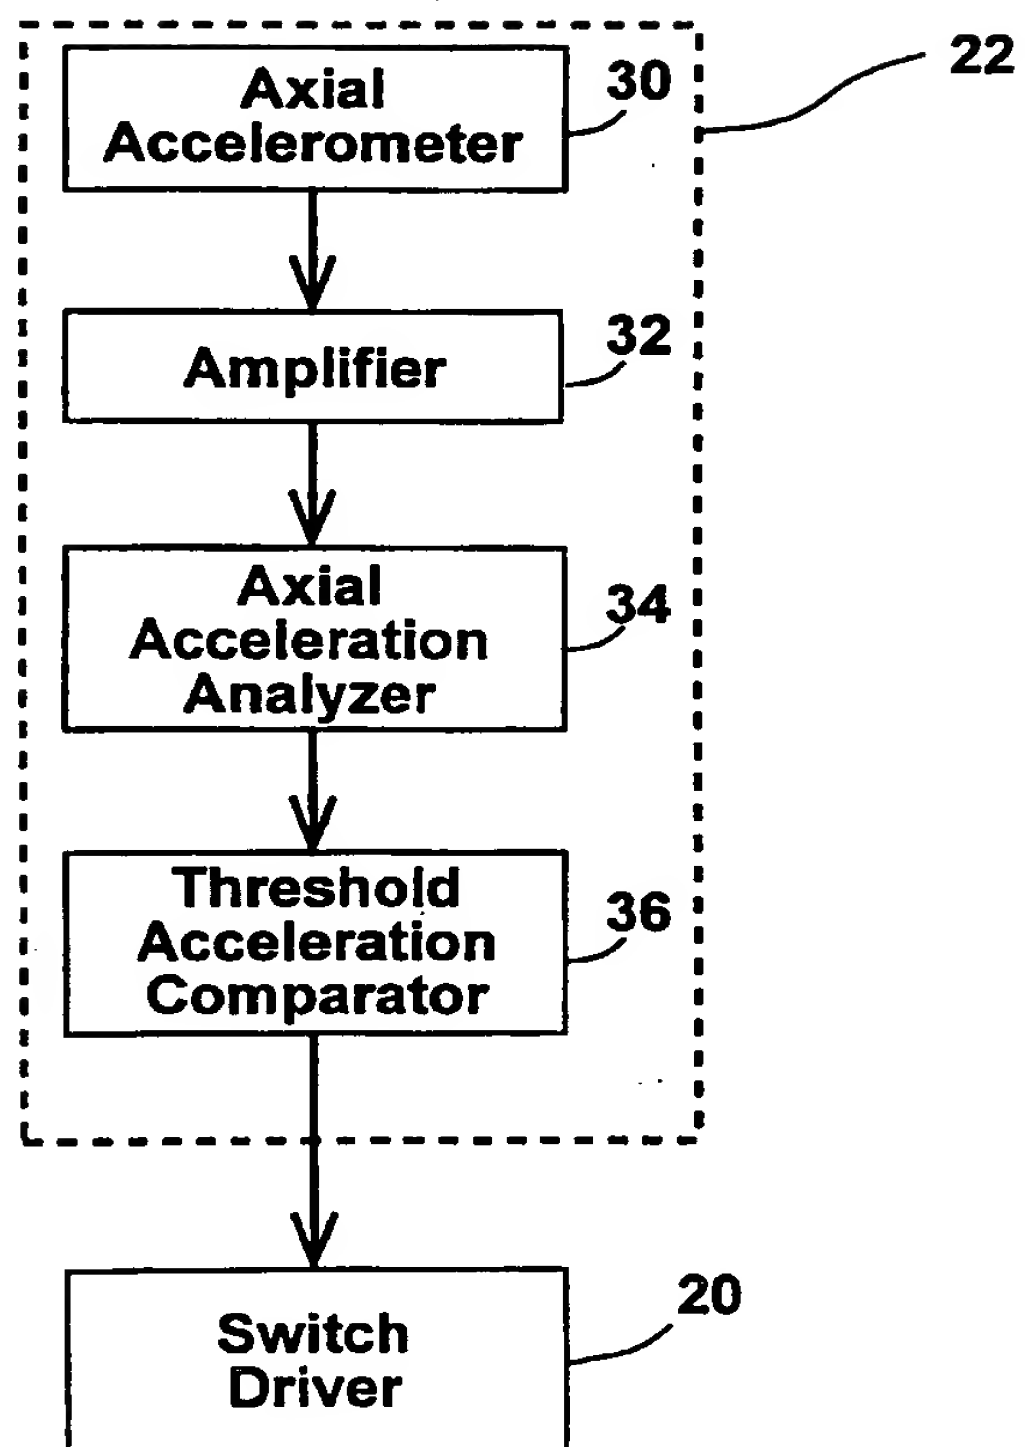 22
Axial
Accelerometer
30
Amplifier
32
Axial
Acceleration
Analyzer
34
Threshold
Acceleration
Comparator
36
Switch
Driver
20